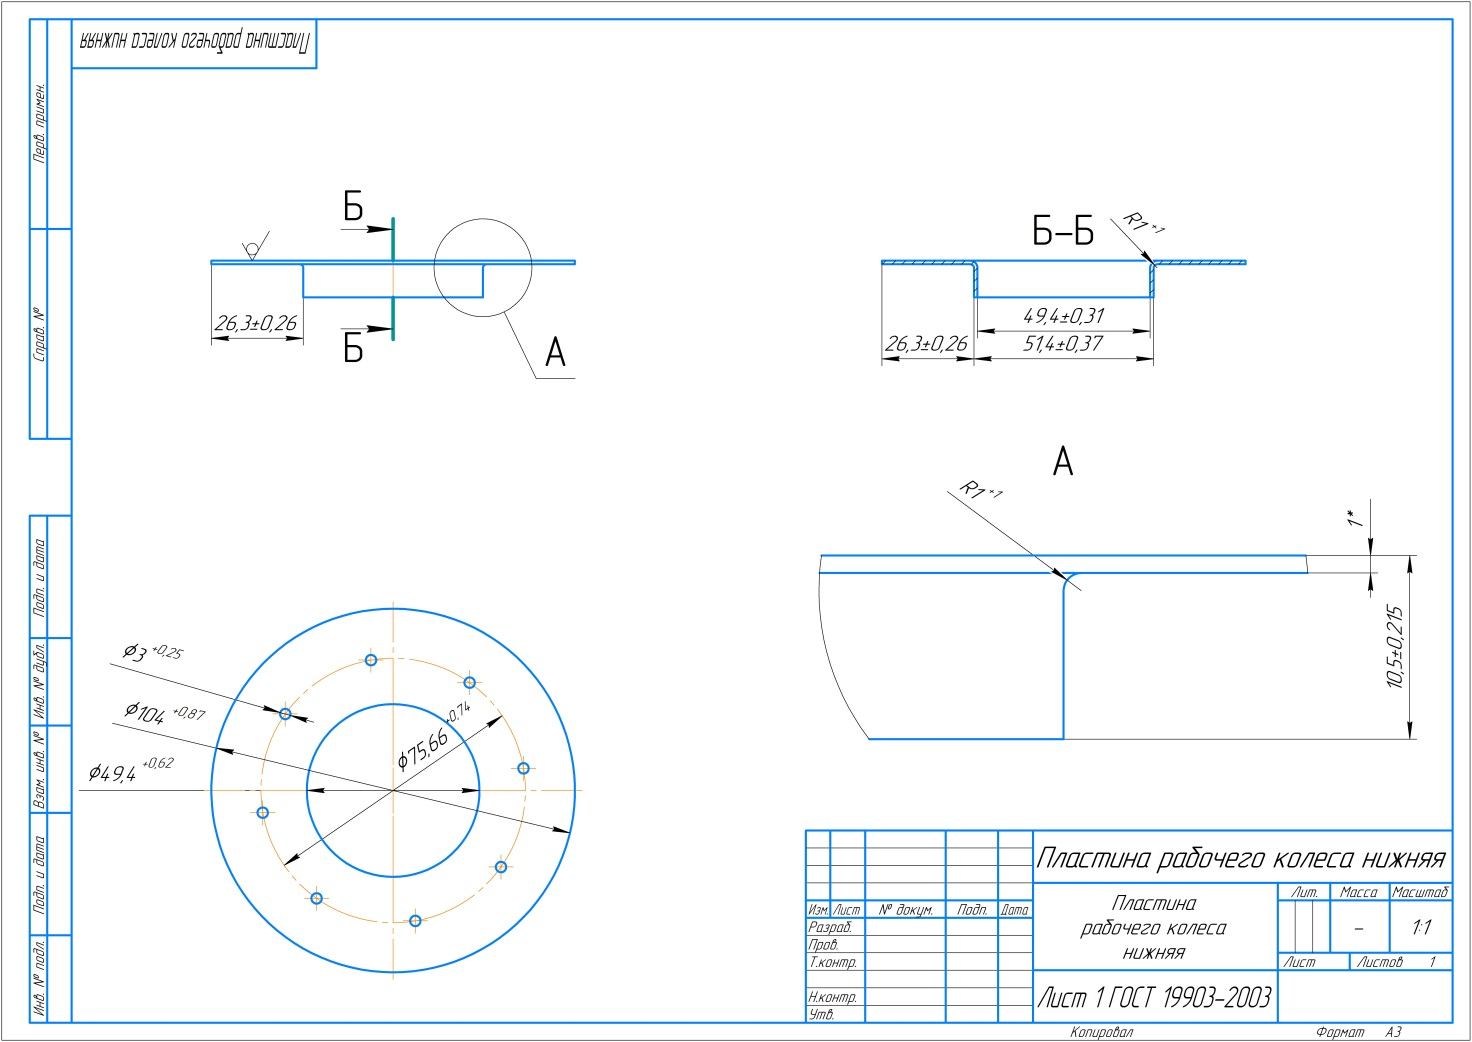 Пластина рабочего колеса нижняя
Перв. примен.
Справ. №
Подп. и дата
Инв. № дубл.
Взам. инв. №
Подп. и дата
Инв. № подл.
Б
Б
26,3±0,26
А
Б-Б
R1 +1
49,4±0,31
26,3±0,26
51,4±0,37
А
R1 +1
1*
10,5±0,215
ϕ3 +0,25
ϕ104 +0,87
ϕ49,4 +0,62
ϕ75,66 +0,74
Пластина рабочего колеса нижняя
Изм. Лист № докум. Подп. Дата
Разраб.
Пров.
Т.контр.
Н.контр.
Утв.
Пластина
рабочего колеса
нижняя
Лит. Масса Масштаб
– 1:1
Лист Листов 1
Лист 1 ГОСТ 19903-2003
Копировал Формат А3